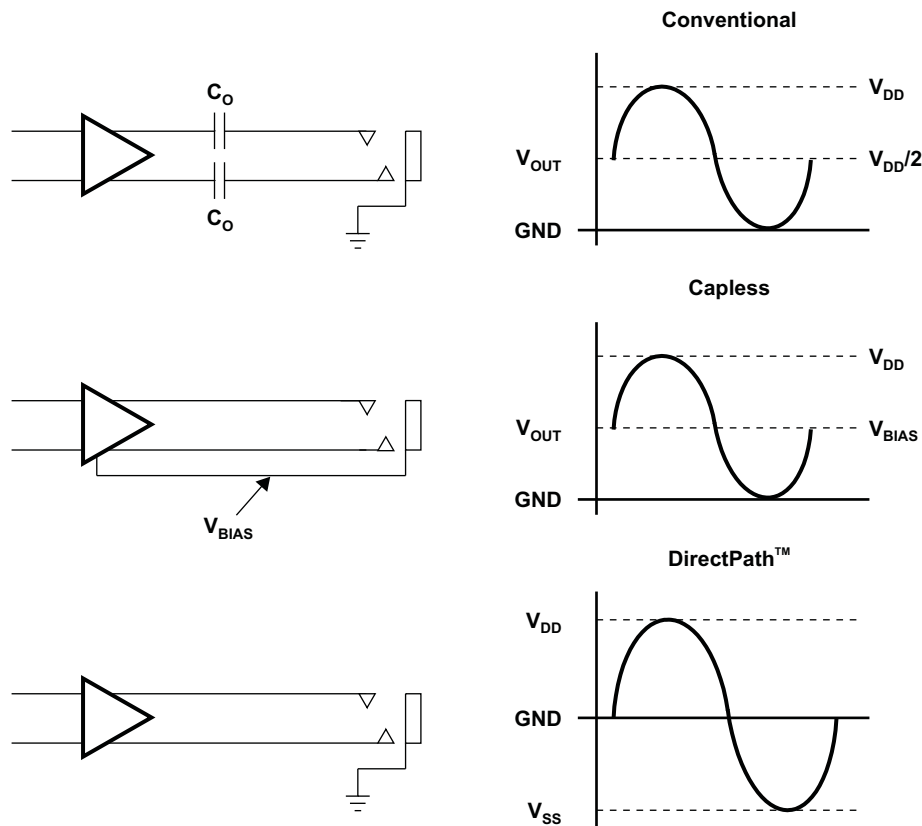 Conventional
C_O
C_O
V_DD
V_OUT
V_DD/2
GND
Capless
V_DD
V_OUT
V_BIAS
GND
V_BIAS
DirectPath™
V_DD
GND
V_SS